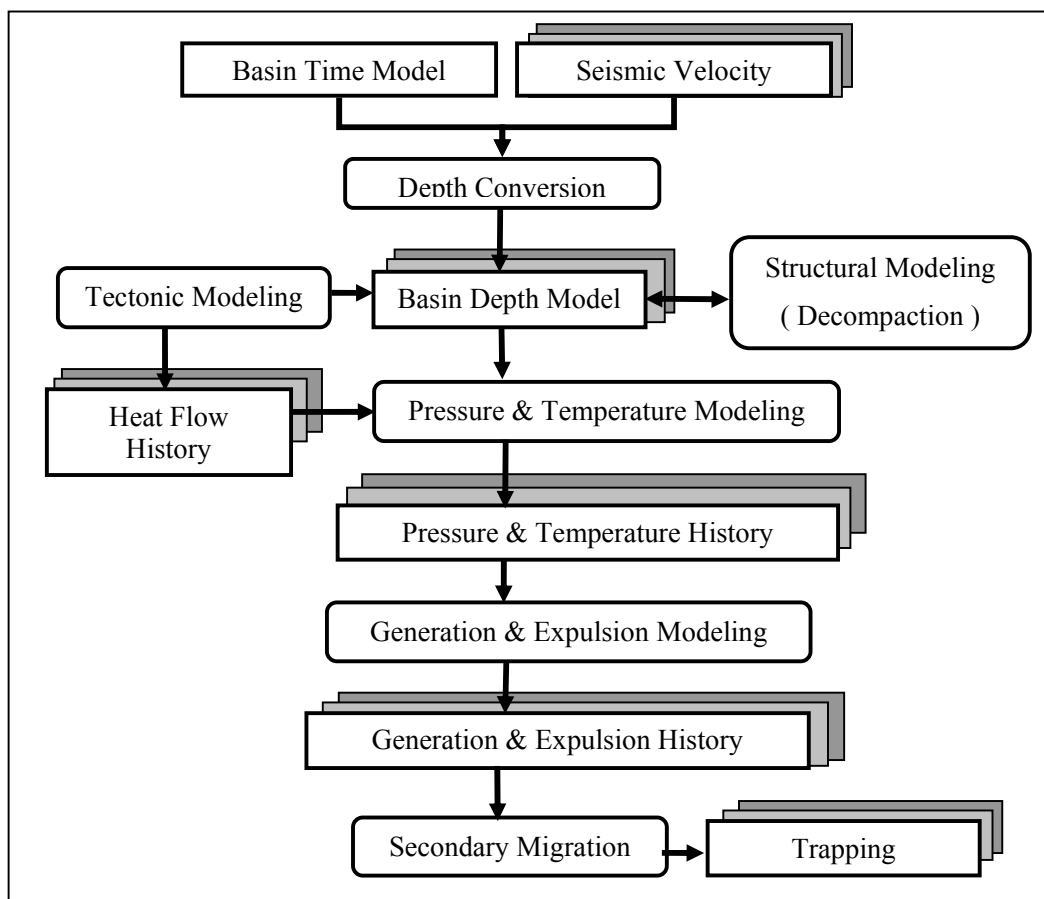 Basin Time Model
Seismic Velocity
Depth Conversion
Structural Modeling
( Decompaction )
Tectonic Modeling
Basin Depth Model
Heat Flow
History
Pressure & Temperature Modeling
Pressure & Temperature History
Generation & Expulsion Modeling
Generation & Expulsion History
Secondary Migration
Trapping